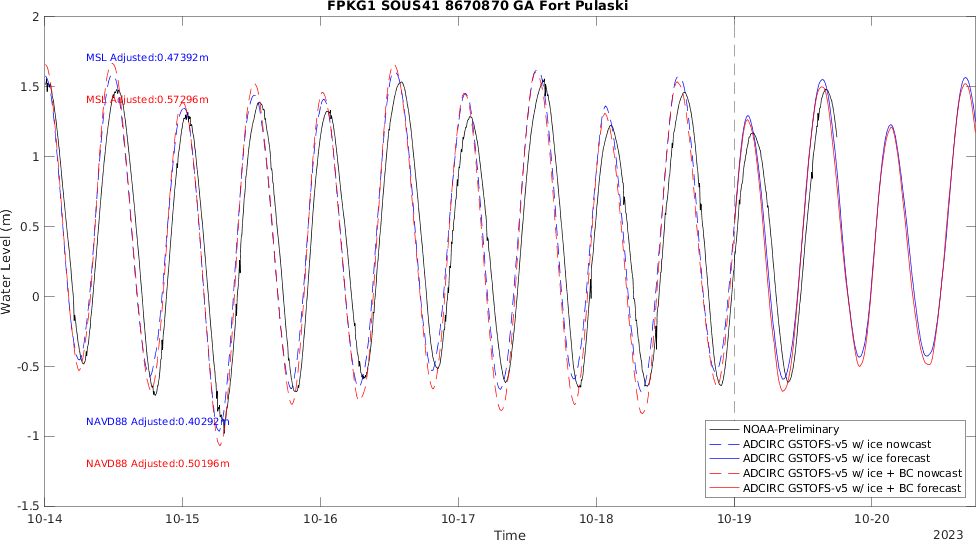 FPKG1 SOUS41 8670870 GA Fort Pulaski
2
1.5
1
0.5
0
-0.5
-1
-1.5
Water Level (m)
MSL Adjusted:0.47392m
MSL Adjusted:0.57296m
NAVD88 Adjusted:0.40292m
NAVD88 Adjusted:0.50196m
NOAA-Preliminary
ADCIRC GSTOFS-v5 w/ ice nowcast
ADCIRC GSTOFS-v5 w/ ice forecast
ADCIRC GSTOFS-v5 w/ ice + BC nowcast
ADCIRC GSTOFS-v5 w/ ice + BC forecast
10-14 10-15 10-16 10-17 10-18 10-19 10-20
Time
2023